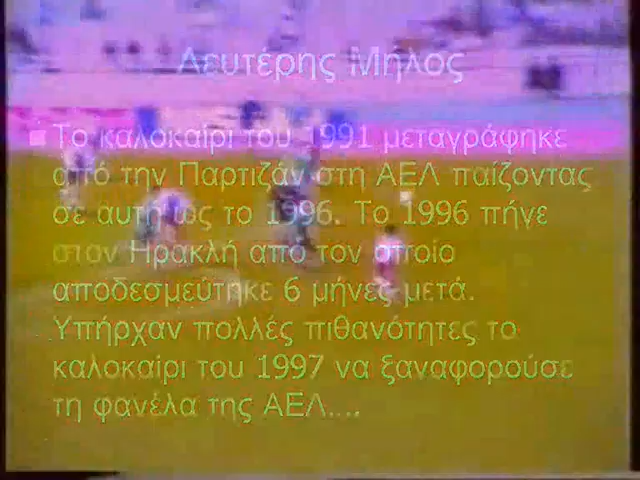 Λευτέρης Μήλος
Το καλοκαίρι του 1991 μεταγράφηκε
από την Παρτιζάν στη ΑΕΛ παίζοντας
σε αυτή ως το 1996. Το 1996 πήγε
στον Ηρακλή από τον οποίο
αποδεσμεύτηκε 6 μήνες μετά.
Υπήρχαν πολλές πιθανότητες το
καλοκαίρι του 1997 να ξαναφορούσε
τη φανέλα της ΑΕΛ....